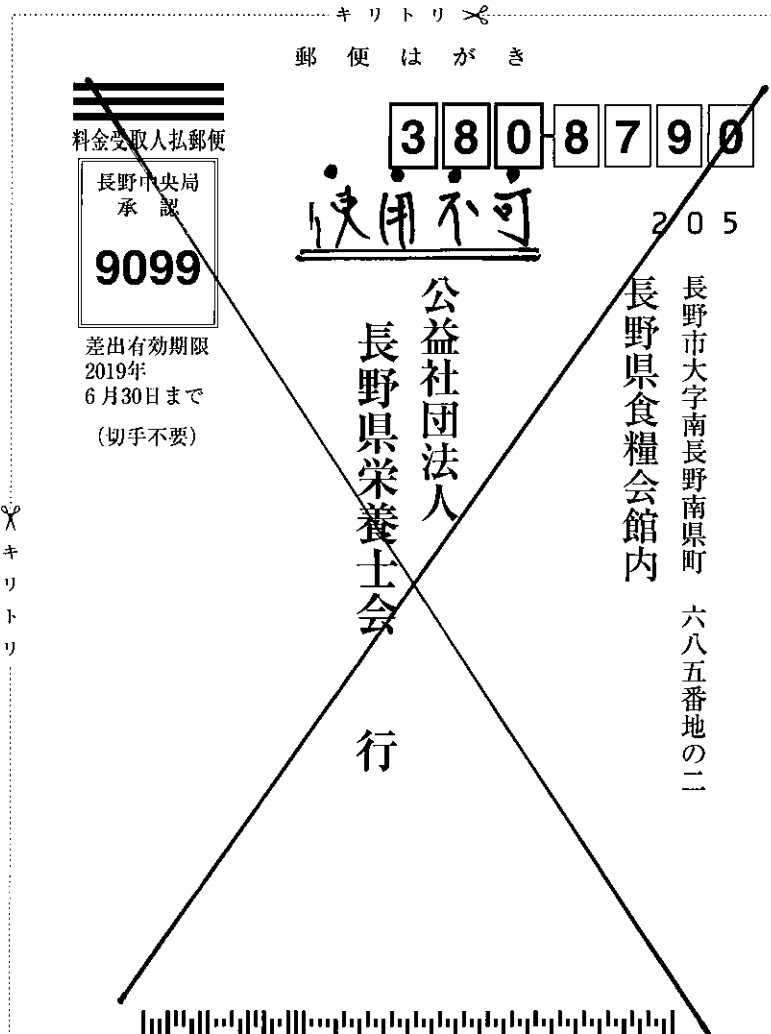 キリトリ
郵便はがき
料金受取人払郵便
長野中央局
承認
9099
差出有効期限
2019年
6月30日まで
(切手不要)
380-8790
使用不可
205
長野市大字南長野南県町 六八五番地の二
長野県食糧会館内
公益社団法人
長野県栄養士会 行
キリトリ